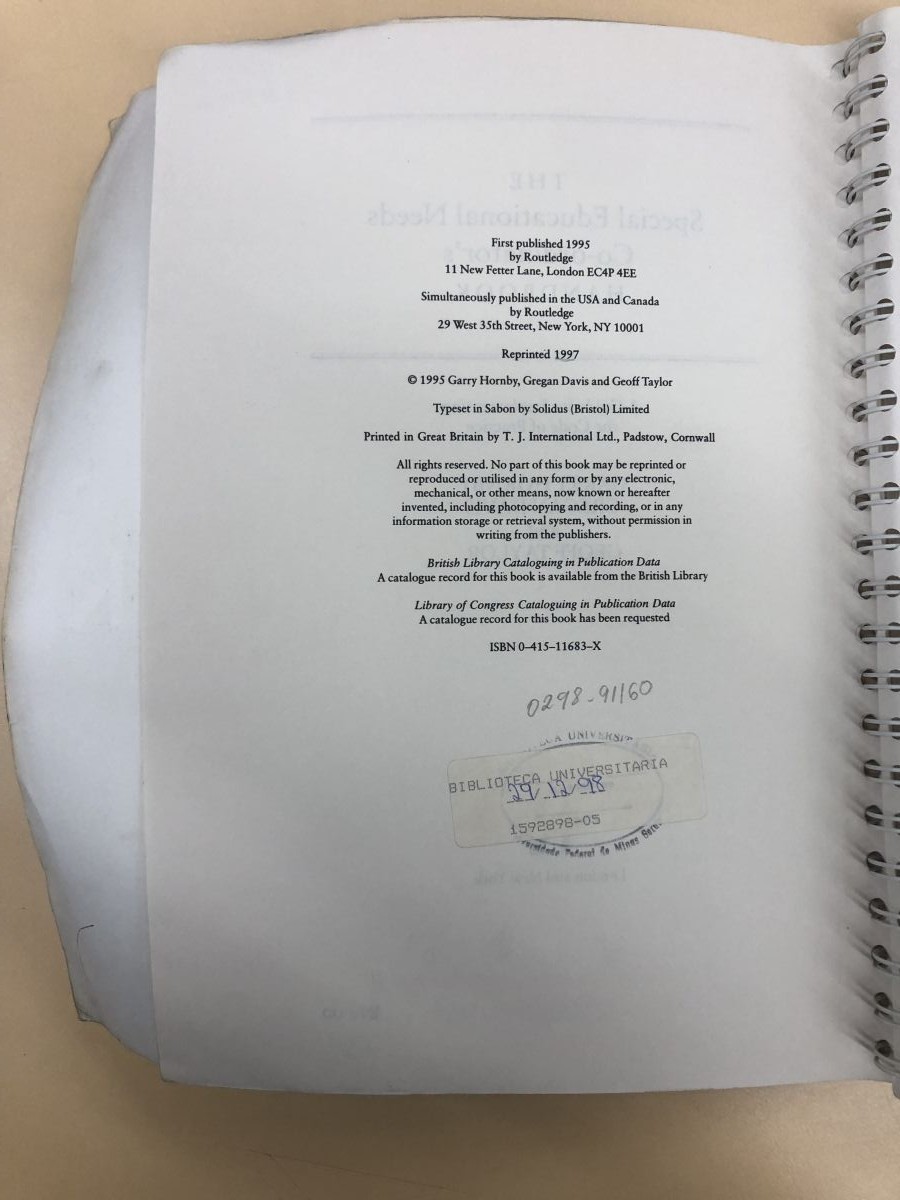 First published 1995
by Routledge
11 New Fetter Lane, London EC4P 4EE
Simultaneously published in the USA and Canada
by Routledge
29 West 35th Street, New York, NY 10001
Reprinted 1997
© 1995 Garry Hornby, Gregan Davis and Geoff Taylor
Typeset in Sabon by Solidus (Bristol) Limited
Printed in Great Britain by T. J. International Ltd., Padstow, Cornwall
All rights reserved. No part of this book may be reprinted or
reproduced or utilised in any form or by any electronic,
mechanical, or other means, now known or hereafter
invented, including photocopying and recording, or in any
information storage or retrieval system, without permission in
writing from the publishers.
British Library Cataloguing in Publication Data
A catalogue record for this book is available from the British Library
Library of Congress Cataloguing in Publication Data
A catalogue record for this book has been requested
ISBN 0–415–11683–X
0298-91160
BIBLIOTECA UNIVERSITARIA
29/12/98
1592898-05
Federal de Minas